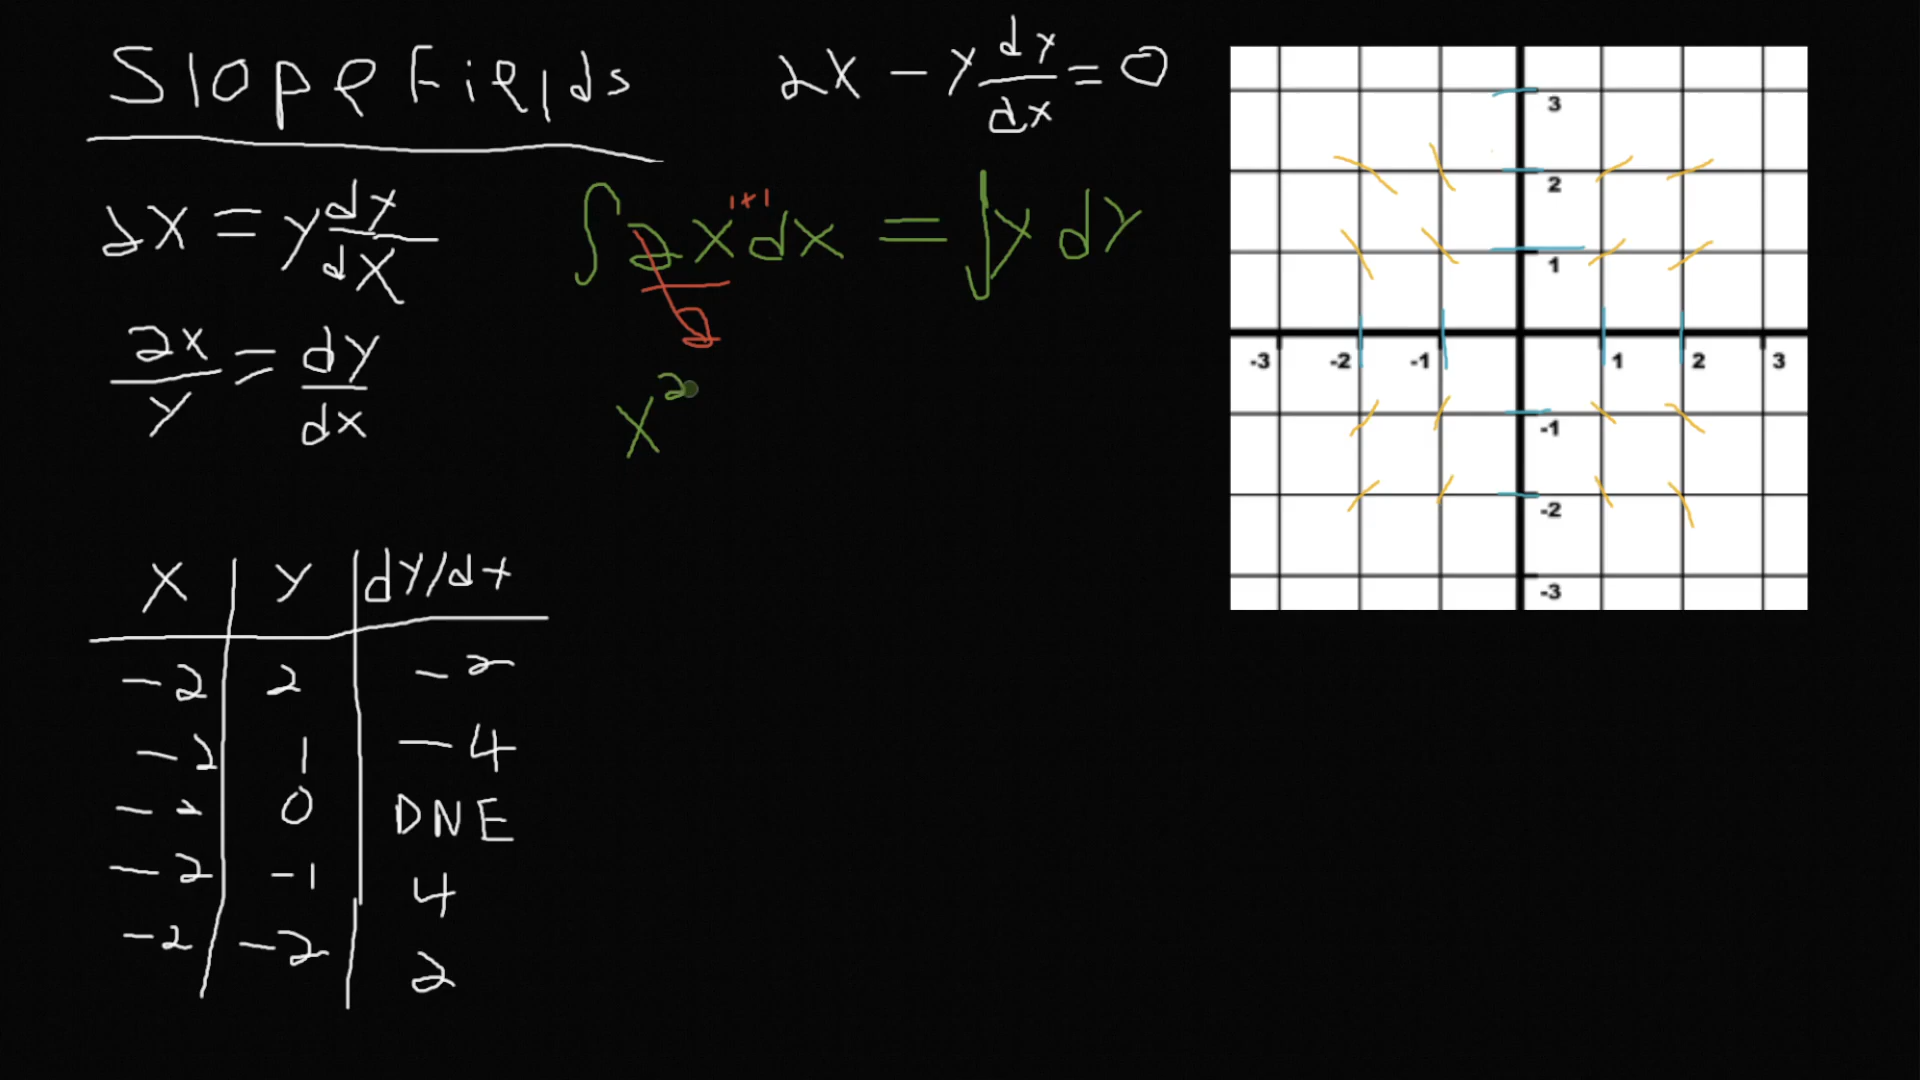 Slope Fields
2x - y dy/dx = 0
2x = y dy/dx
2x/y = dy/dx
∫ 2x^1+1/2 dx = ∫ y dy
x^2
x | y | dy/dx
-2 | 2 | -2
-2 | 1 | -4
-2 | 0 | DNE
-2 | -1 | 4
-2 | -2 | 2
3
2
1
-3 -2 -1 1 2 3
-1
-2
-3